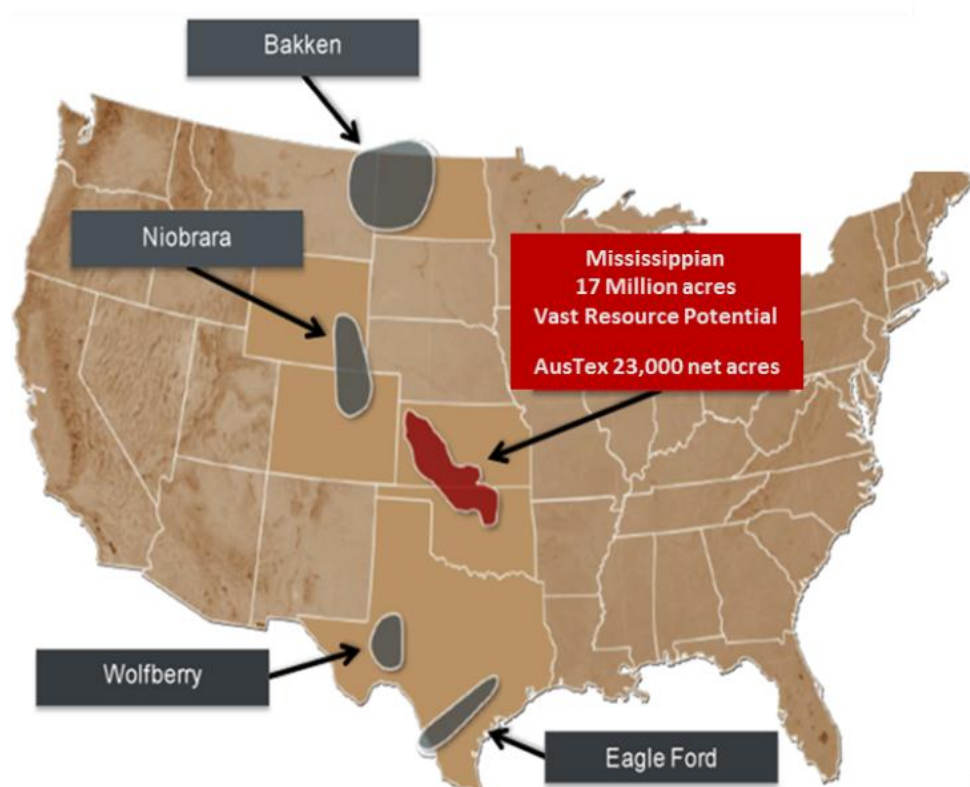 Bakken
Niobrara
Mississippian
17 Million acres
Vast Resource Potential
AusTex 23,000 net acres
Wolfberry
Eagle Ford